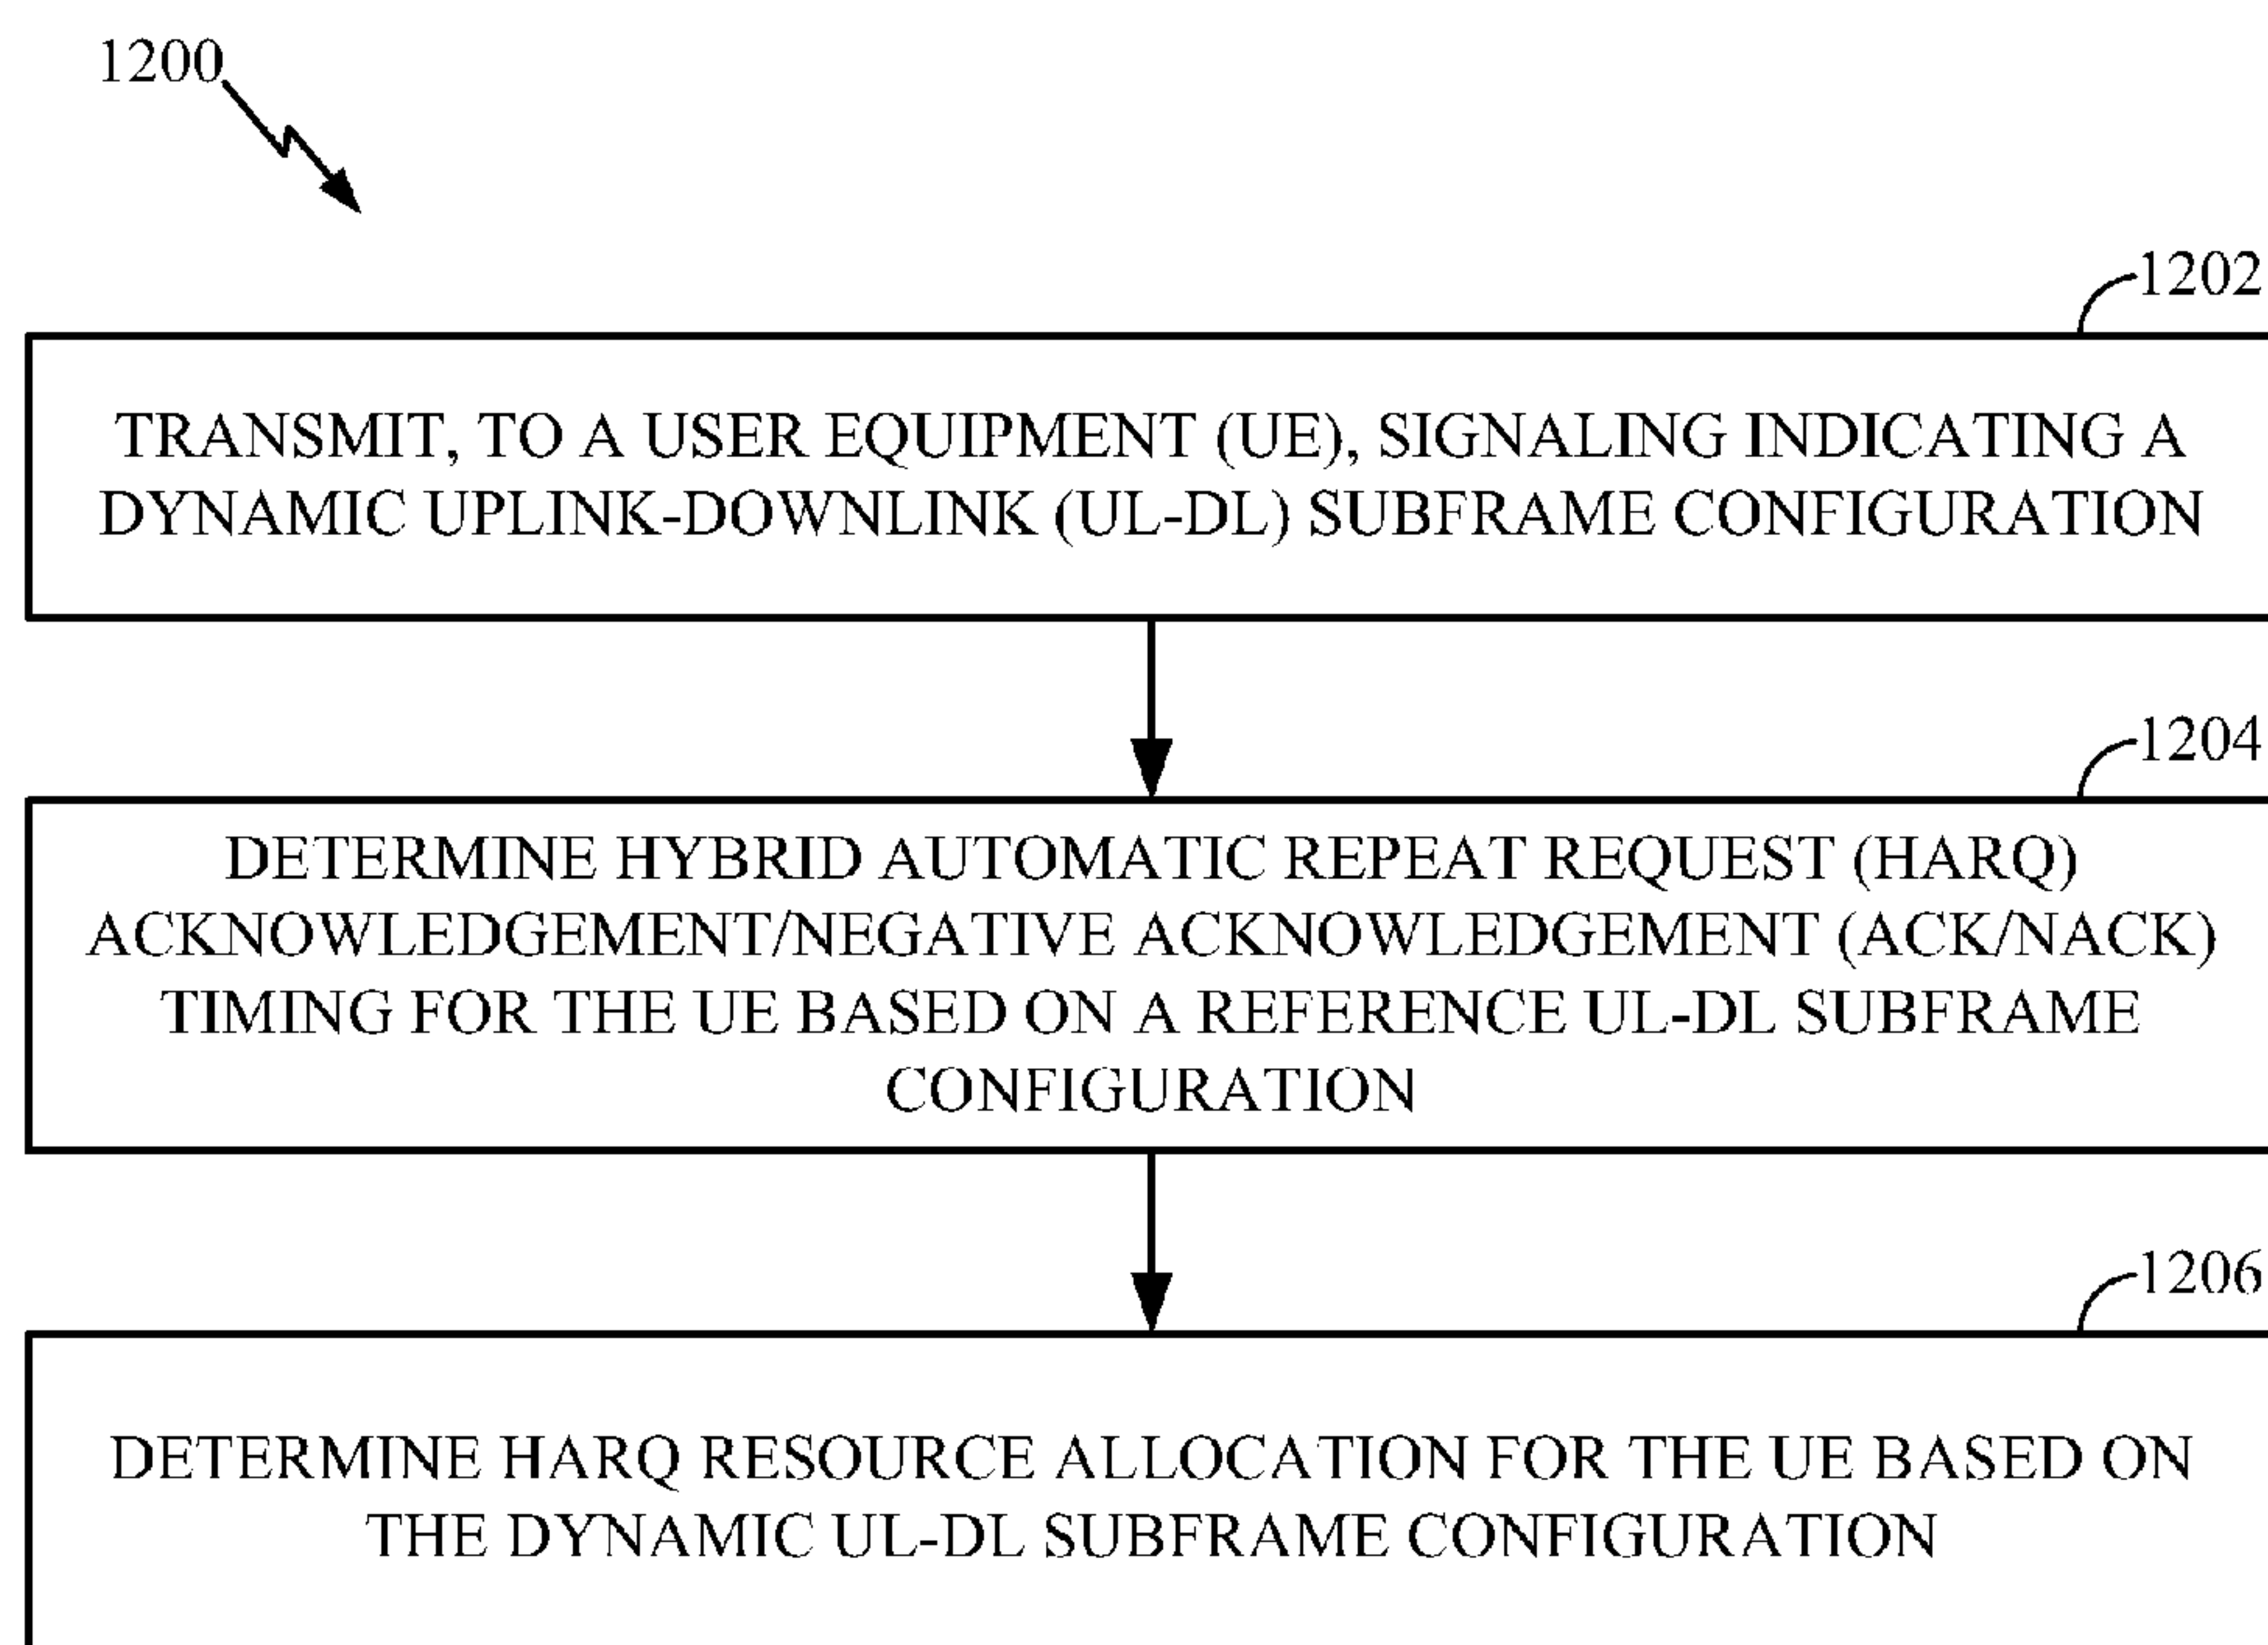 1200
1202
TRANSMIT, TO A USER EQUIPMENT (UE), SIGNALING INDICATING A
DYNAMIC UPLINK-DOWNLINK (UL-DL) SUBFRAME CONFIGURATION
1204
DETERMINE HYBRID AUTOMATIC REPEAT REQUEST (HARQ)
ACKNOWLEDGEMENT/NEGATIVE ACKNOWLEDGEMENT (ACK/NACK)
TIMING FOR THE UE BASED ON A REFERENCE UL-DL SUBFRAME
CONFIGURATION
1206
DETERMINE HARQ RESOURCE ALLOCATION FOR THE UE BASED ON
THE DYNAMIC UL-DL SUBFRAME CONFIGURATION